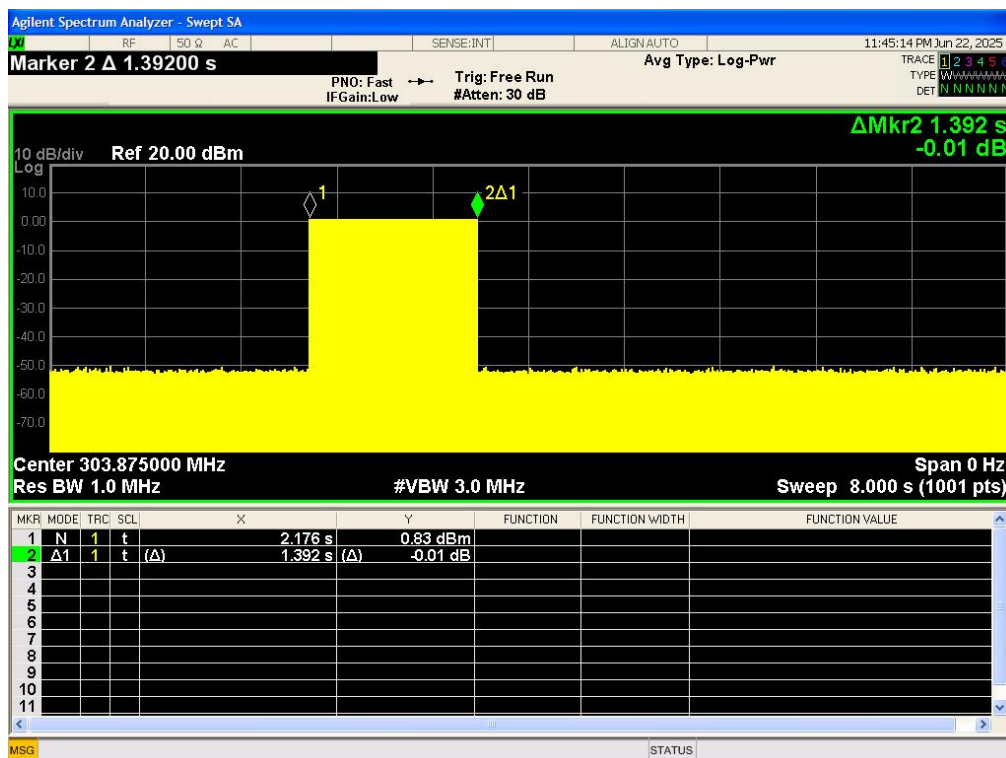 Agilent Spectrum Analyzer - Swept SA
LXI RF 50 Ω AC SENSE:INT ALIGN AUTO 11:45:14 PM Jun 22, 2025
Marker 2 Δ 1.39200 s
PNO: Fast
IFGain:Low
Trig: Free Run
#Atten: 30 dB
Avg Type: Log-Pwr
TRACE 1 2 3 4 5 6
TYPE
DET N N N N N N
ΔMkr2 1.392 s
-0.01 dB
10 dB/div Ref 20.00 dBm
Log
1
2Δ1
10.0
0.00
-10.0
-20.0
-30.0
-40.0
-50.0
-60.0
-70.0
Center 303.875000 MHz Span 0 Hz
Res BW 1.0 MHz #VBW 3.0 MHz Sweep 8.000 s (1001 pts)
MKR MODE TRC SCL X Y FUNCTION FUNCTION WIDTH FUNCTION VALUE
1 N 1 t 2.176 s 0.83 dBm
2 Δ1 1 t (Δ) 1.392 s (Δ) -0.01 dB
3
4
5
6
7
8
9
10
11
MSG STATUS